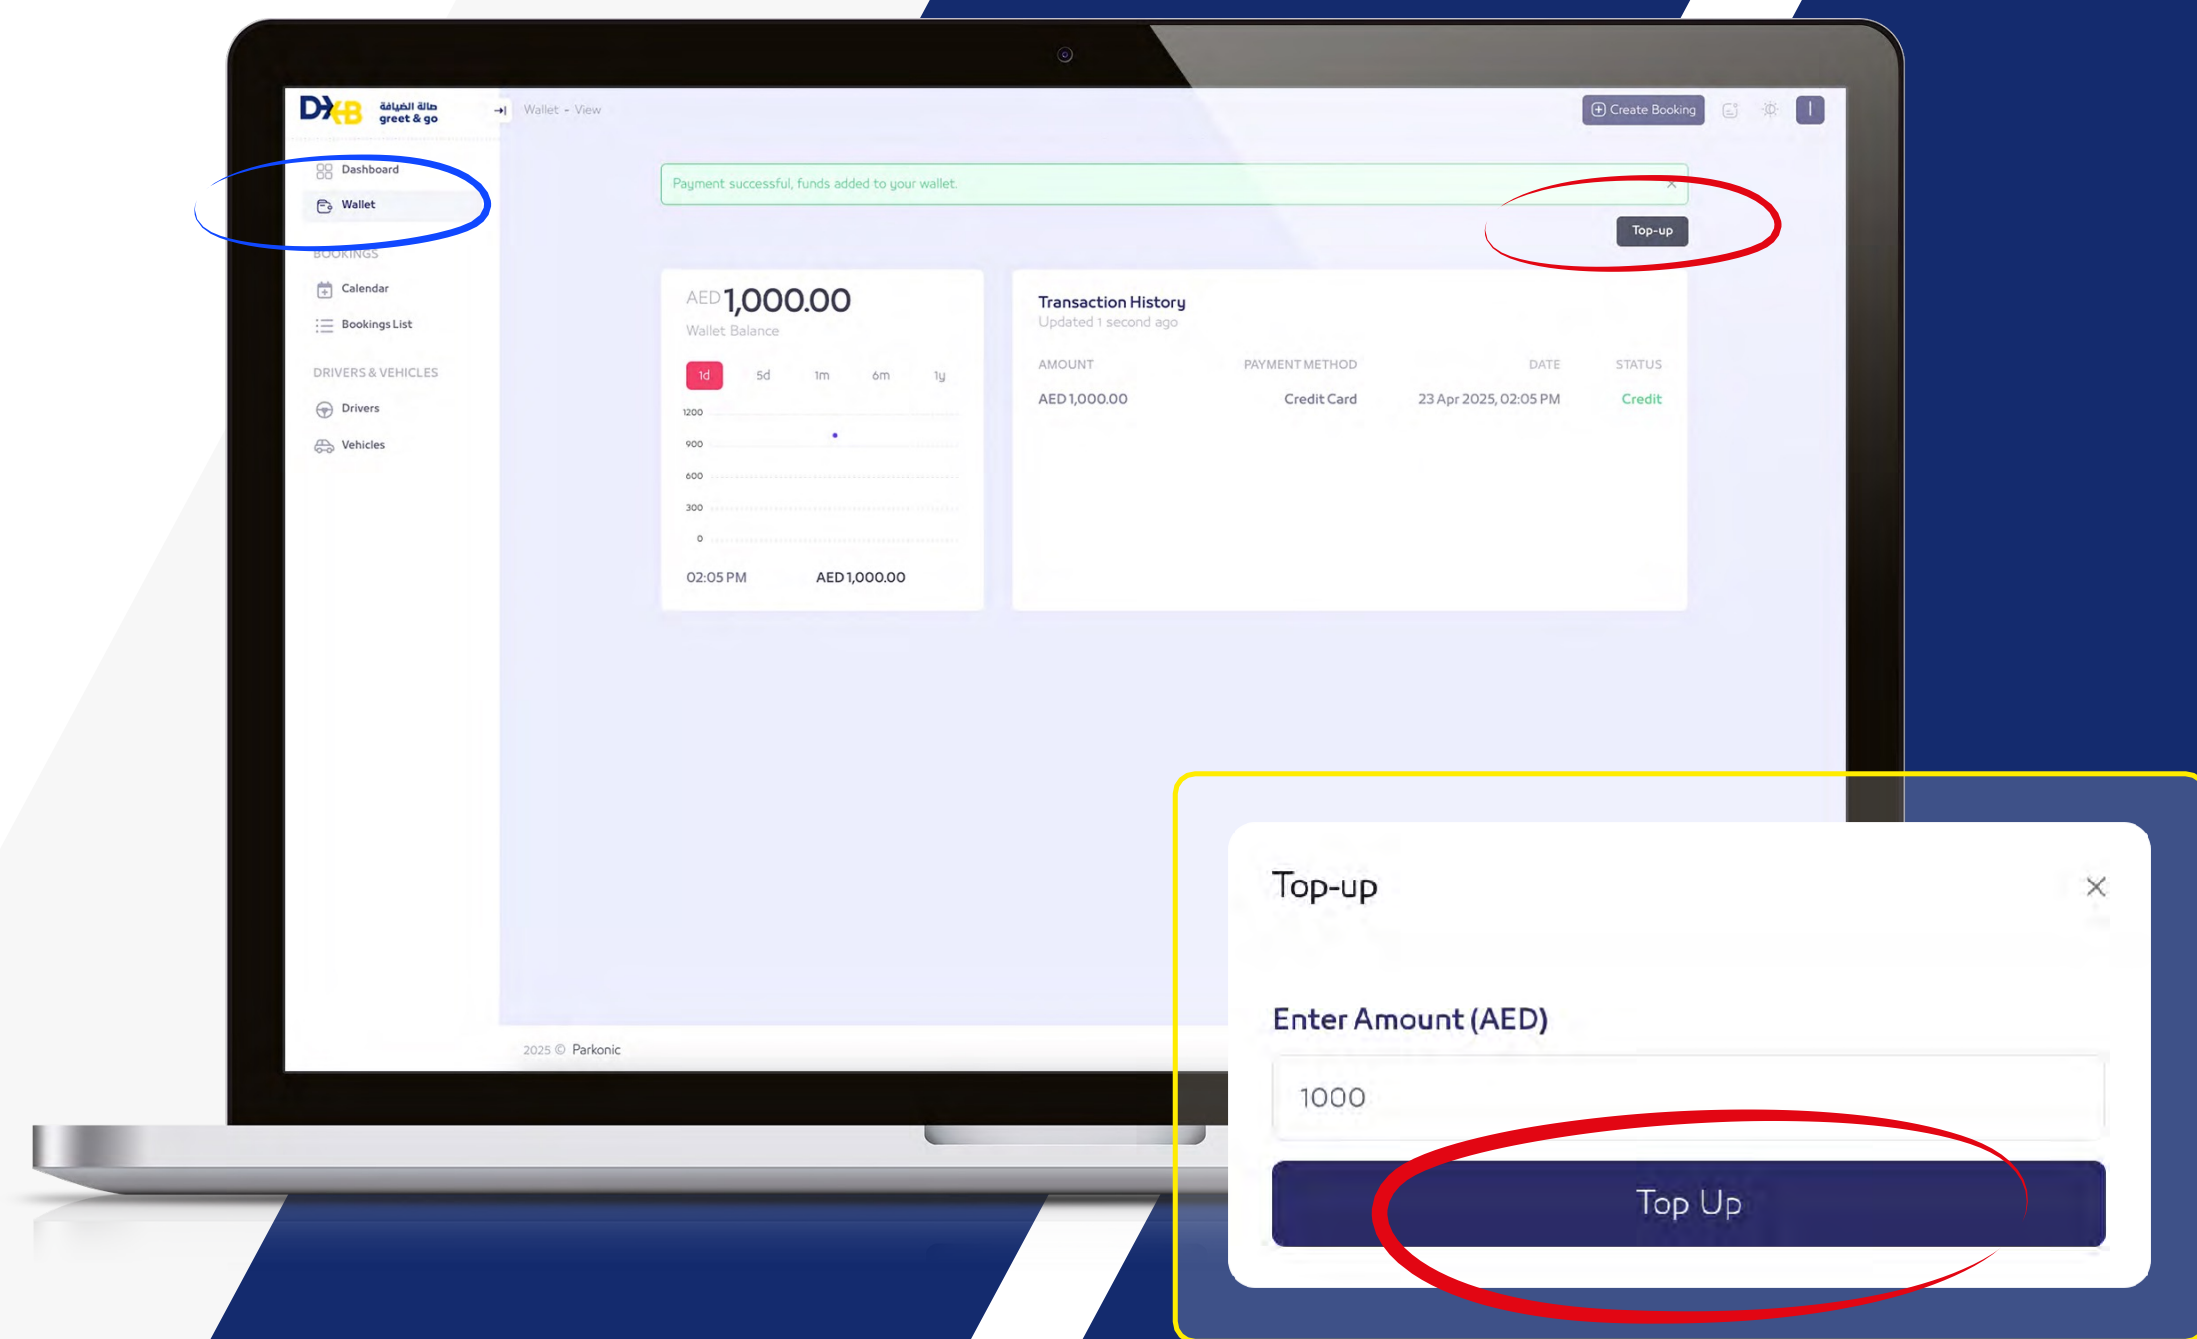 DXB
صالة الضيافة
greet & go
Wallet - View
Create Booking
Dashboard
Wallet
BOOKINGS
Calendar
Bookings List
DRIVERS & VEHICLES
Drivers
Vehicles
Payment successful, funds added to your wallet.
Top-up
AED 1,000.00
Wallet Balance
1d 5d 1m 6m 1y
1200
900
600
300
0
02:05 PM AED 1,000.00
Transaction History
Updated 1 second ago
AMOUNT PAYMENT METHOD DATE STATUS
AED 1,000.00 Credit Card 23 Apr 2025, 02:05 PM Credit
2025 © Parkonic
Top-up
Enter Amount (AED)
1000
Top Up